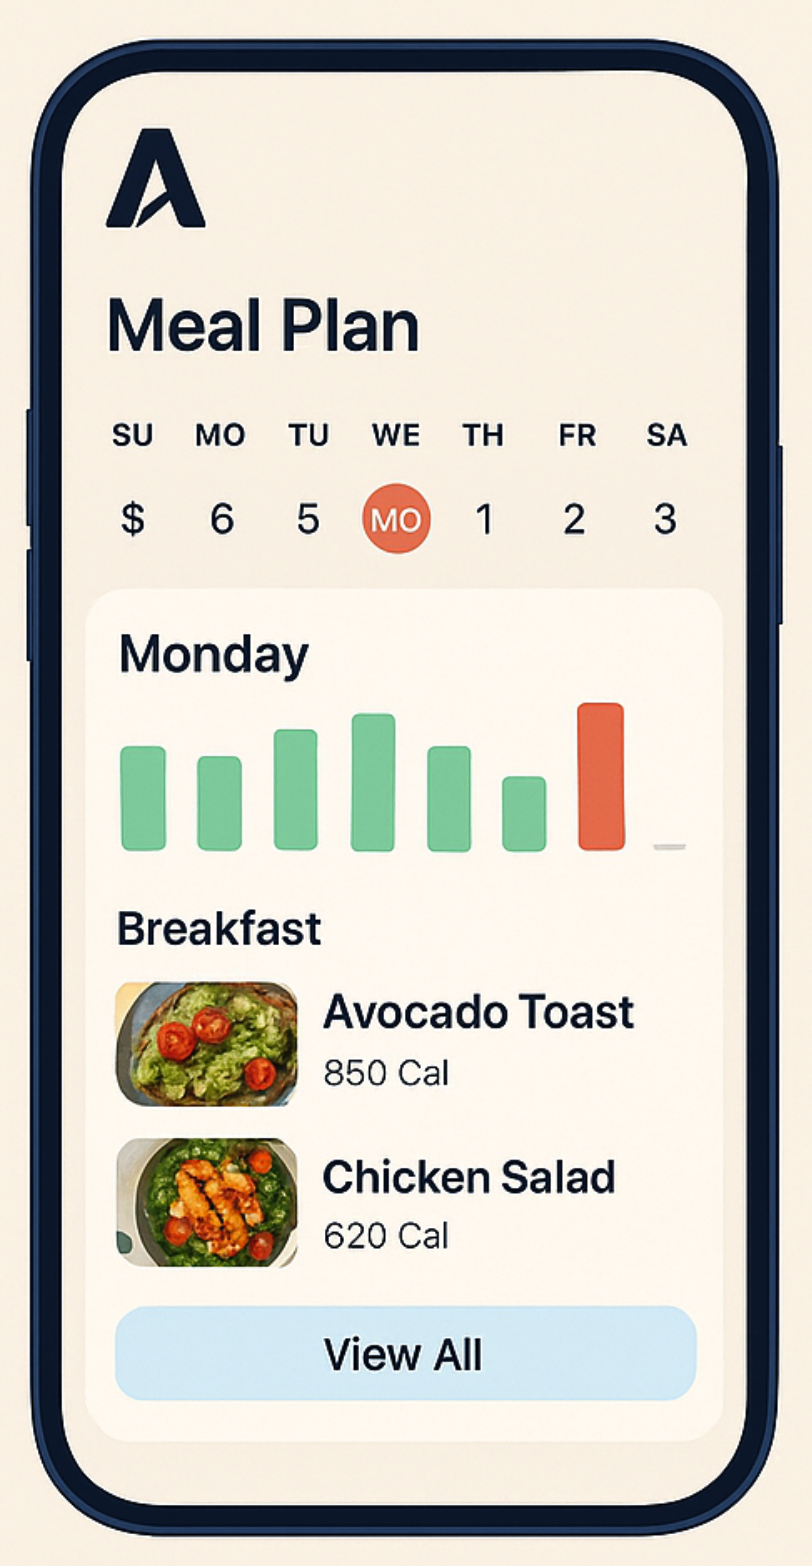 Meal Plan
SU MO TU WE TH FR SA
$ 6 5 MO 1 2 3
Monday
Breakfast
Avocado Toast
850 Cal
Chicken Salad
620 Cal
View All